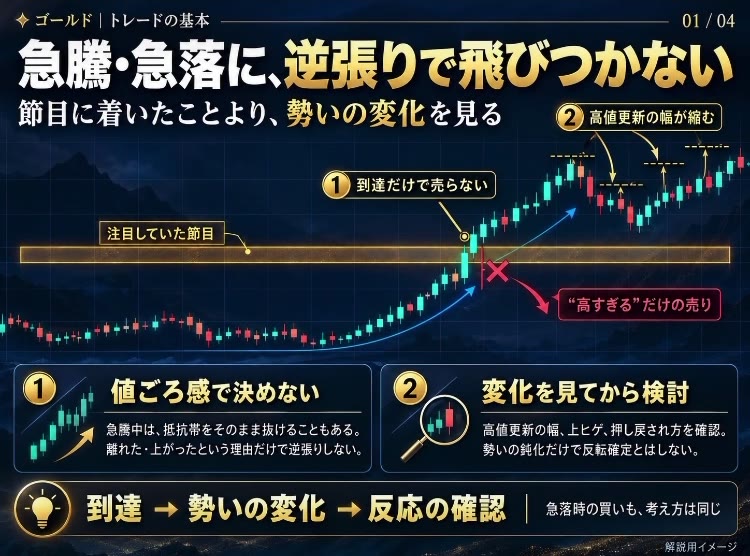 ゴールド｜トレードの基本
01 / 04
急騰・急落に、逆張りで飛びつかない
節目に着いたことより、勢いの変化を見る
2 高値更新の幅が縮む
1 到達だけで売らない
注目していた節目
“高すぎる”だけの売り
1 値ごろ感で決めない
急騰中は、抵抗帯をそのまま抜けることもある。
離れた・上がったという理由だけで逆張りしない。
2 変化を見てから検討
高値更新の幅、上ヒゲ、押し戻され方を確認。
勢いの鈍化だけで反転確定とはしない。
到達 → 勢いの変化 → 反応の確認
急落時の買いも、考え方は同じ
解説用イメージ